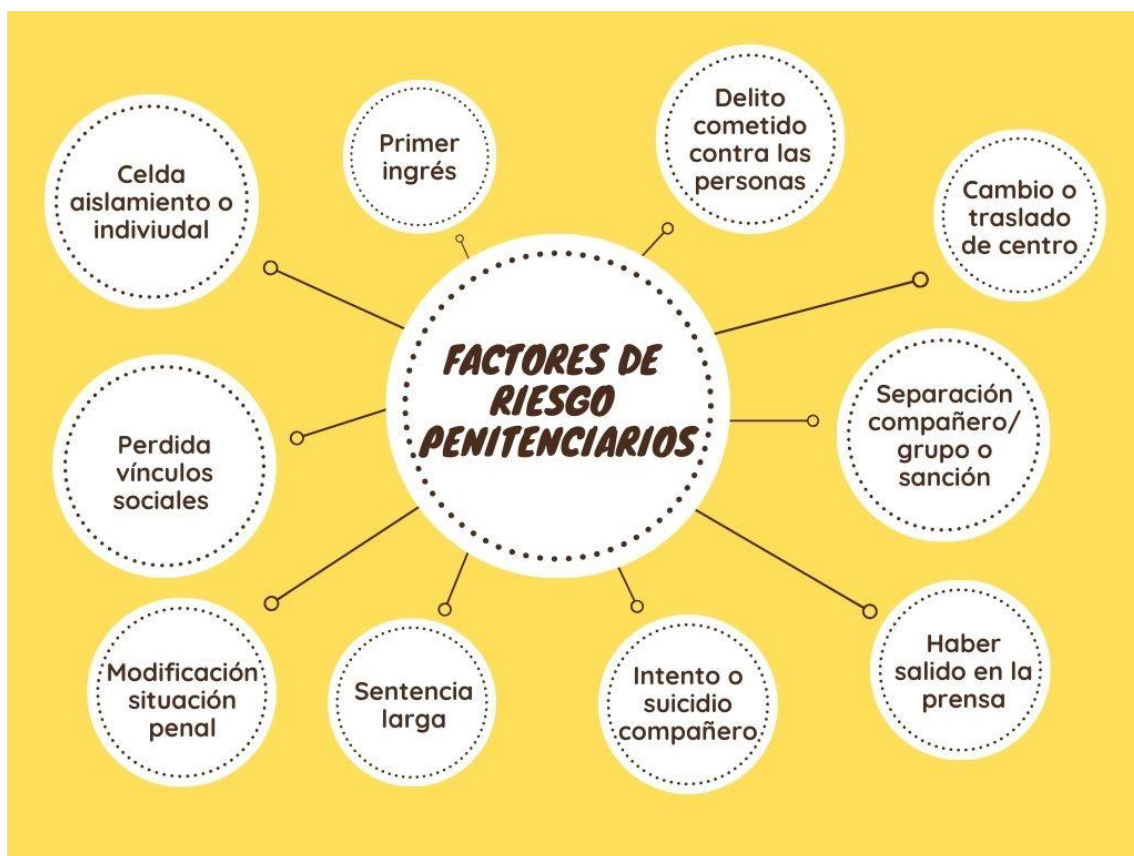 Celda
aislamiento o
indiviudal
Primer
ingrés
Delito
cometido
contra las
personas
Cambio o
traslado
de centro
FACTORES DE
RIESGO
PENITENCIARIOS
Separación
compañero/
grupo o
sanción
Perdida
vínculos
sociales
Modificación
situación
penal
Sentencia
larga
Intento o
suicidio
compañero
Haber
salido en la
prensa